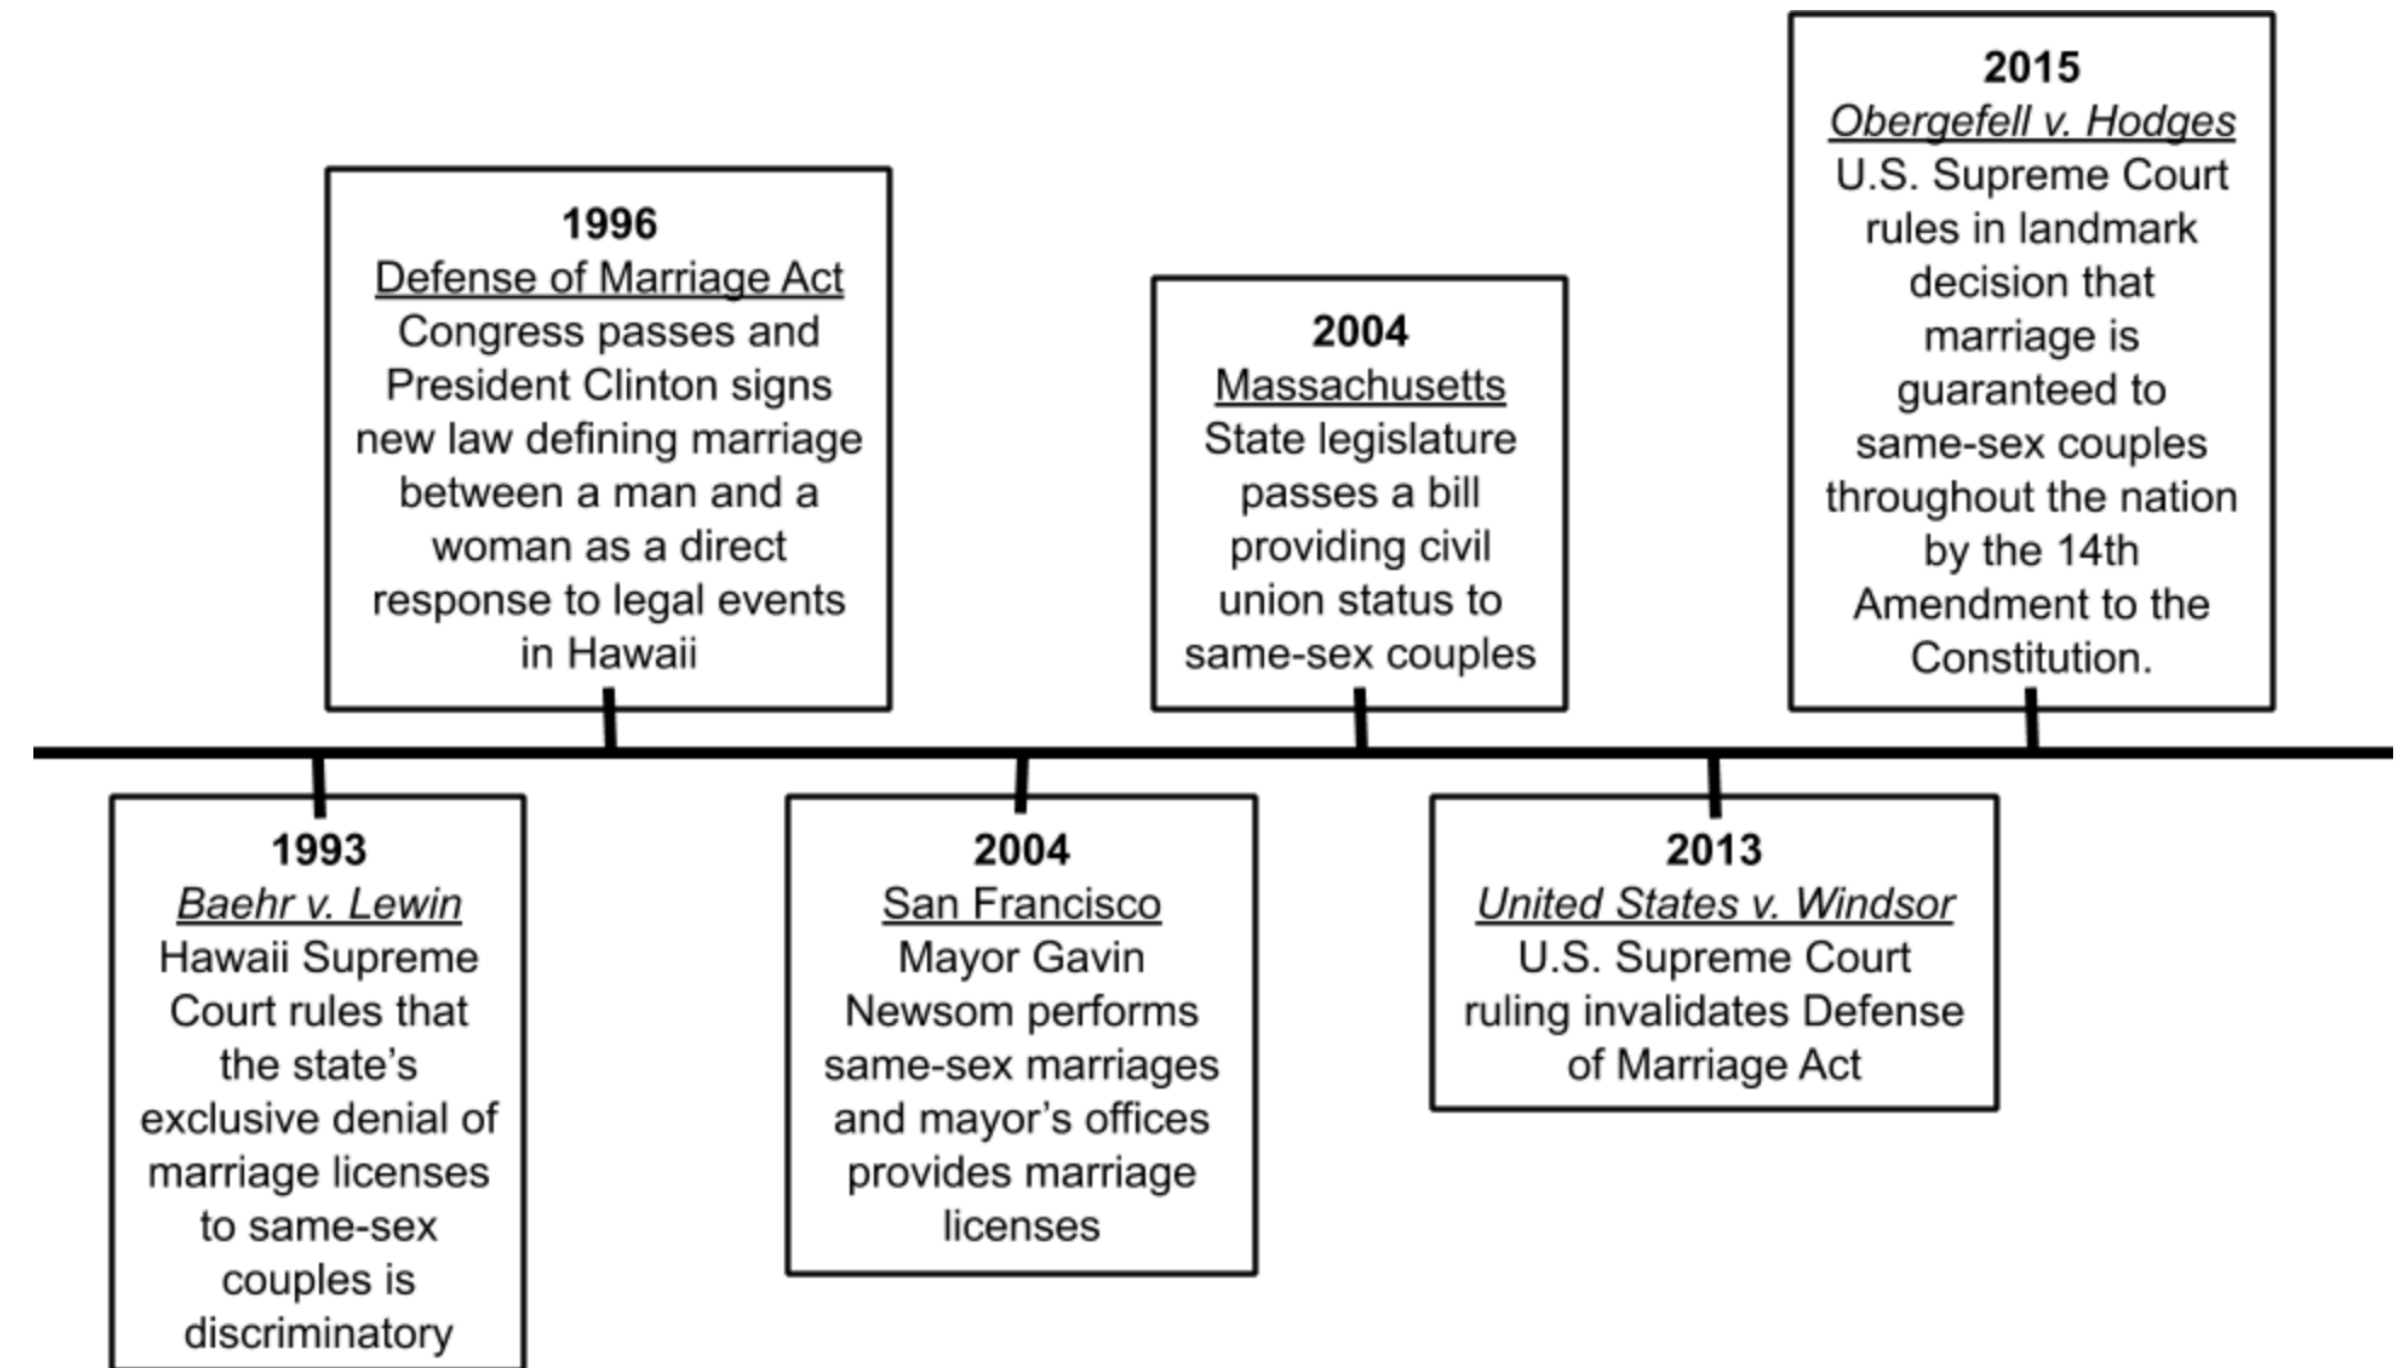 1993
Baehr v. Lewin
Hawaii Supreme
Court rules that
the state’s
exclusive denial of
marriage licenses
to same-sex
couples is
discriminatory
1996
Defense of Marriage Act
Congress passes and
President Clinton signs
new law defining marriage
between a man and a
woman as a direct
response to legal events
in Hawaii
2004
San Francisco
Mayor Gavin
Newsom performs
same-sex marriages
and mayor’s offices
provides marriage
licenses
2004
Massachusetts
State legislature
passes a bill
providing civil
union status to
same-sex couples
2013
United States v. Windsor
U.S. Supreme Court
ruling invalidates Defense
of Marriage Act
2015
Obergefell v. Hodges
U.S. Supreme Court
rules in landmark
decision that
marriage is
guaranteed to
same-sex couples
throughout the nation
by the 14th
Amendment to the
Constitution.